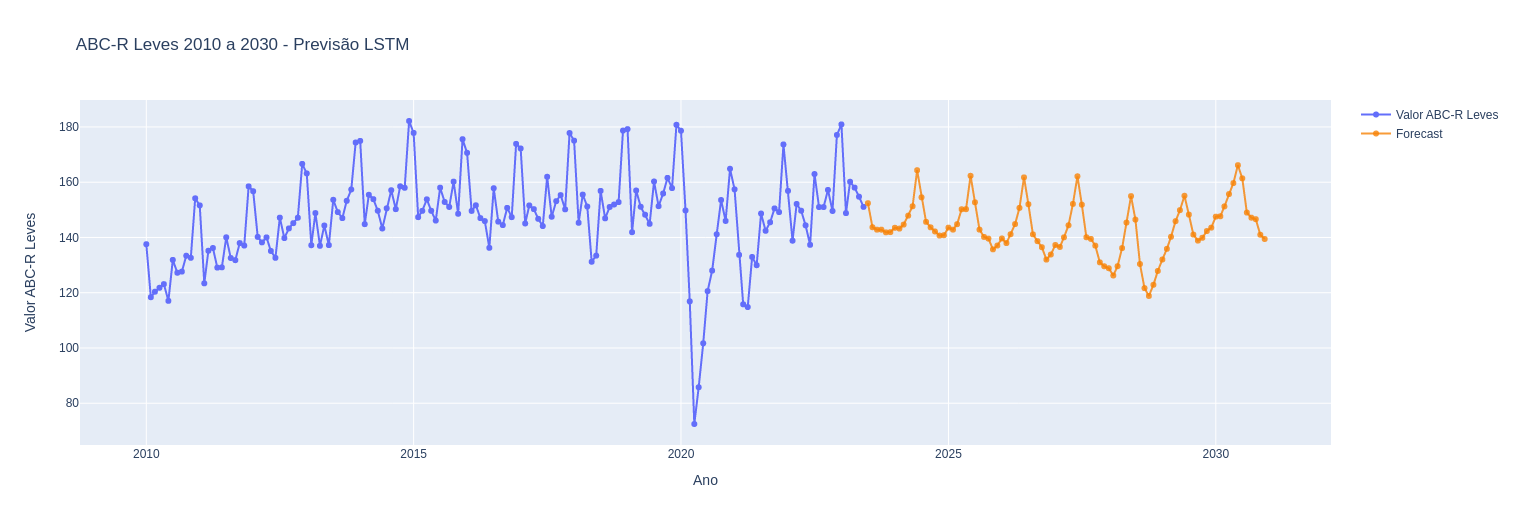 ABC-R Leves 2010 a 2030 - Previsão LSTM
Valor ABC-R Leves
Forecast
180
160
140
120
100
80
Valor ABC-R Leves
2010 2015 2020 2025 2030
Ano